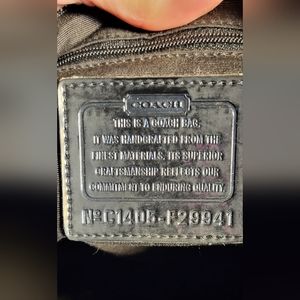 COACH
THIS IS A COACH BAG.
IT WAS HANDCRAFTED FROM THE
FINEST MATERIALS. ITS SUPERIOR
CRAFTSMANSHIP REFLECTS OUR
COMMITMENT TO ENDURING QUALITY.
Nº C1405-F29941